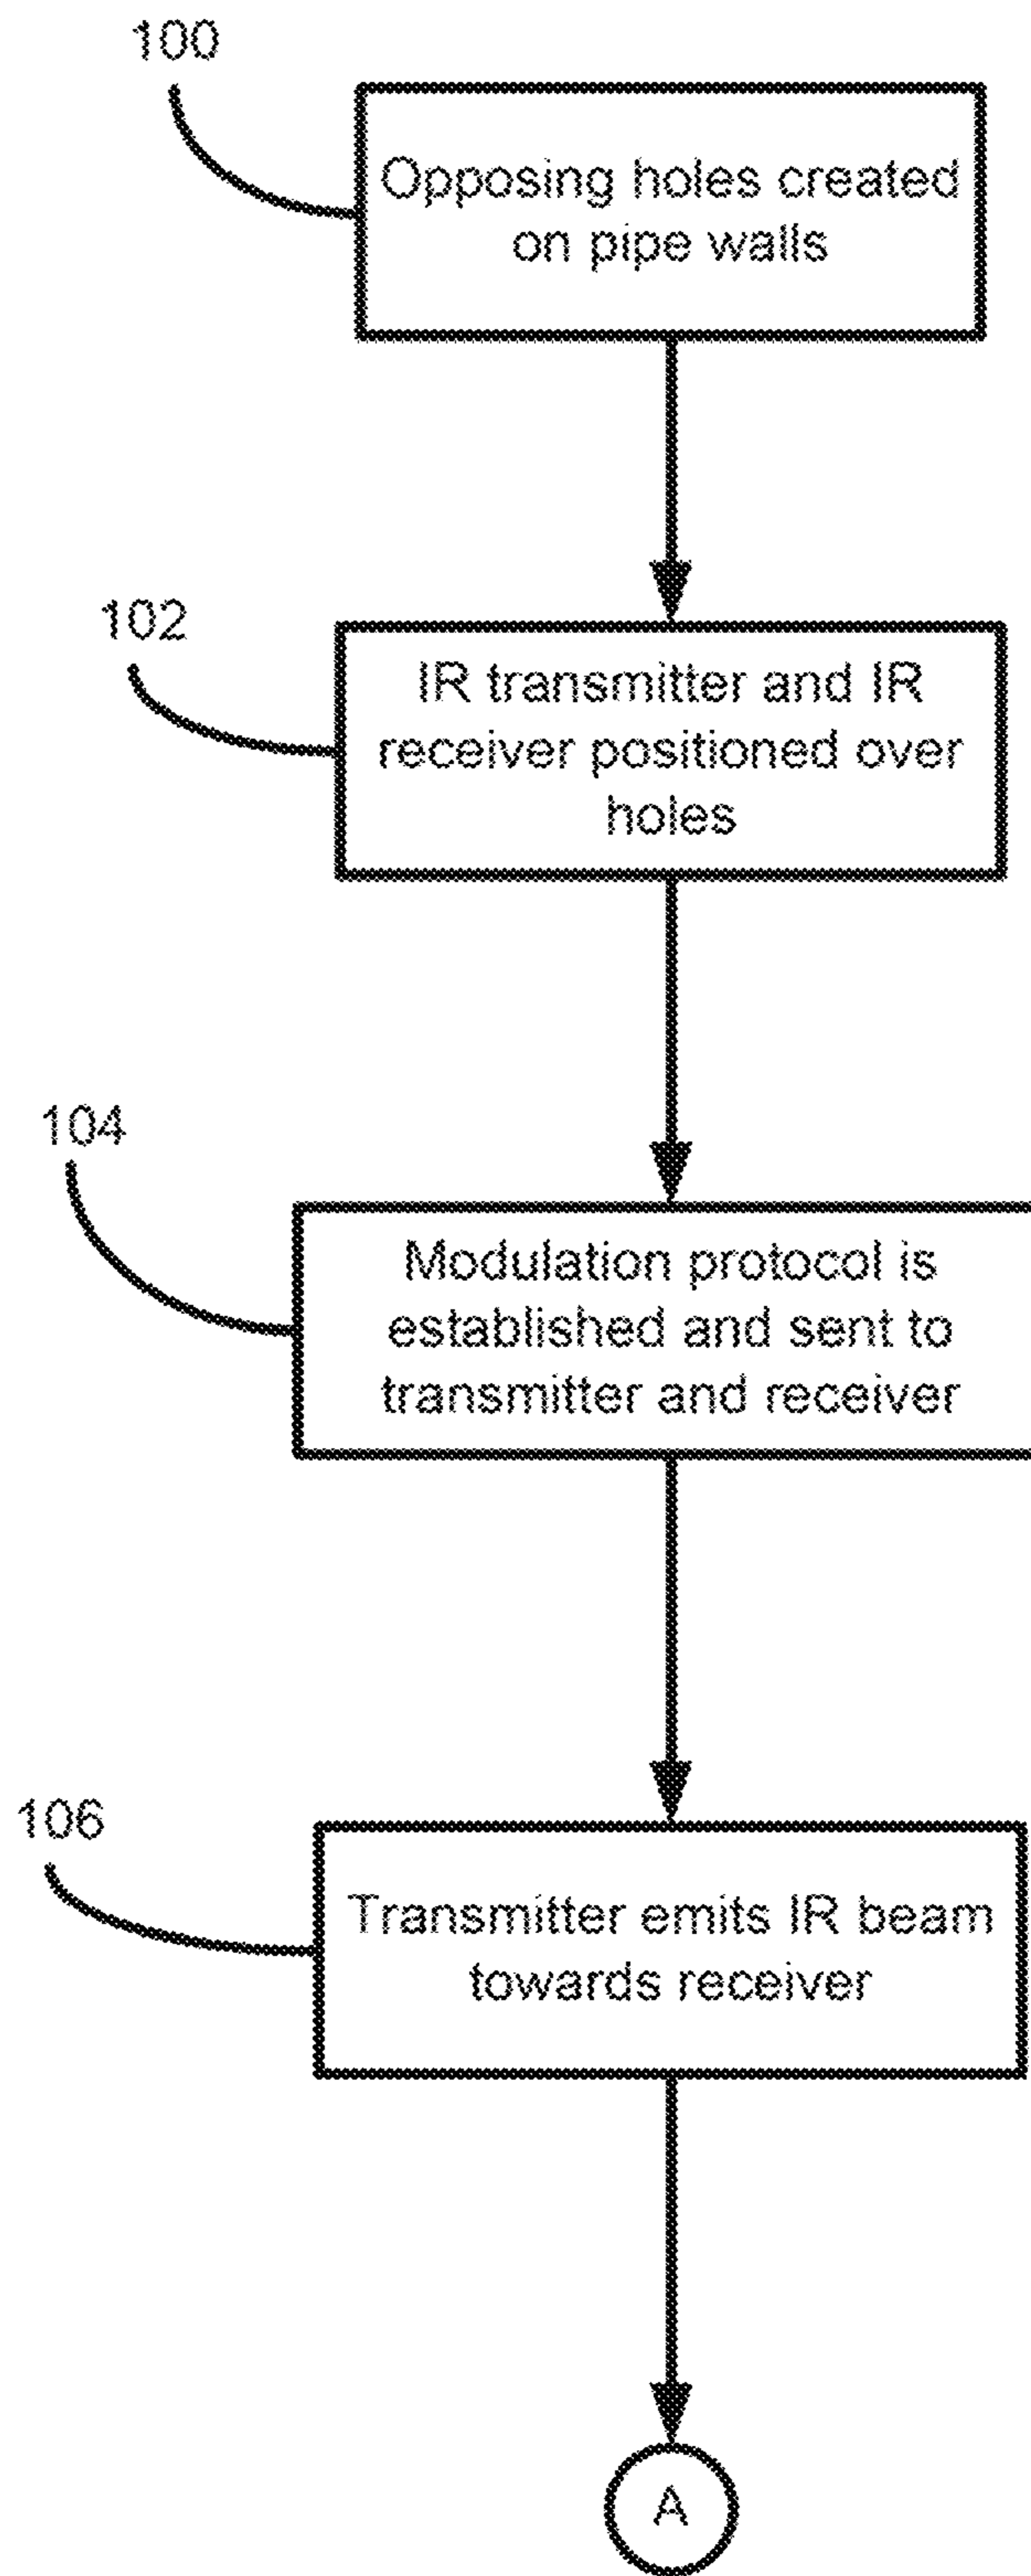 100
Opposing holes created
on pipe walls
102
IR transmitter and IR
receiver positioned over
holes
104
Modulation protocol is
established and sent to
transmitter and receiver
106
Transmitter emits IR beam
towards receiver
A